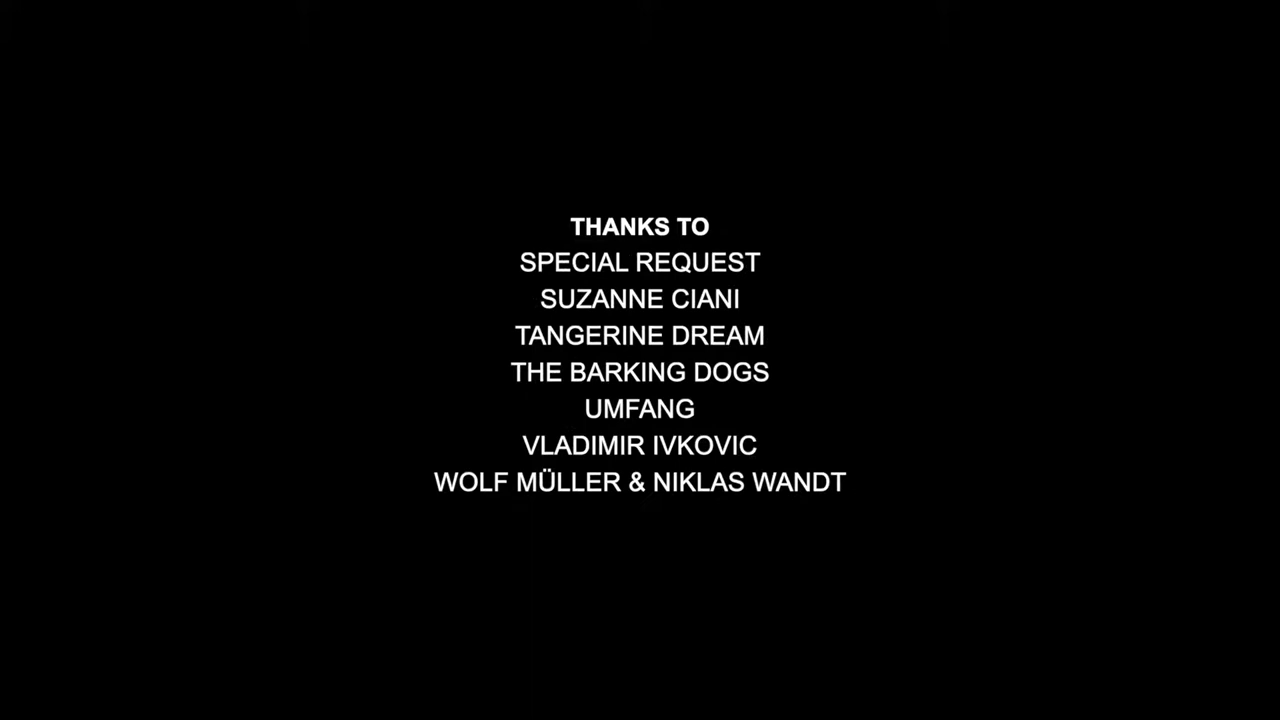 THANKS TO
SPECIAL REQUEST
SUZANNE CIANI
TANGERINE DREAM
THE BARKING DOGS
UMFANG
VLADIMIR IVKOVIC
WOLF MÜLLER & NIKLAS WANDT